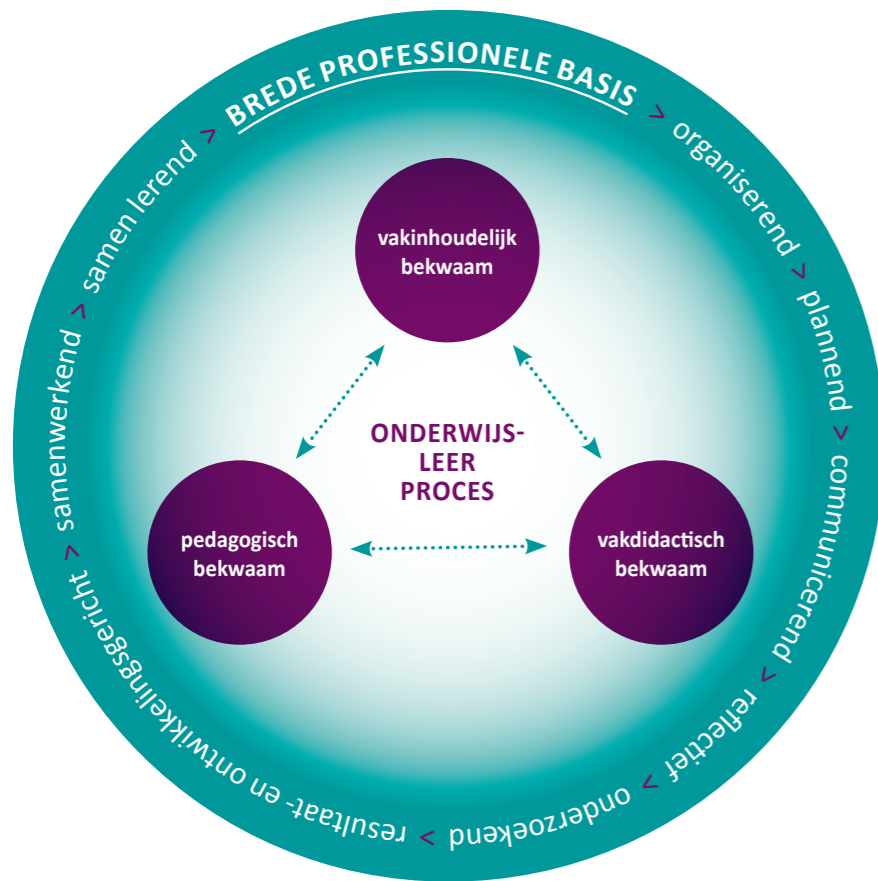 BREDE PROFESSIONELE BASIS > organiserend > plannend > communicerend > reflectief > onderzoekend > resultaat- en ontwikkelingsgericht > samenwerkend > samen lerend >
vakinhoudelijk
bekwaam
ONDERWIJS-
LEER
PROCES
pedagogisch
bekwaam
vakdidactisch
bekwaam